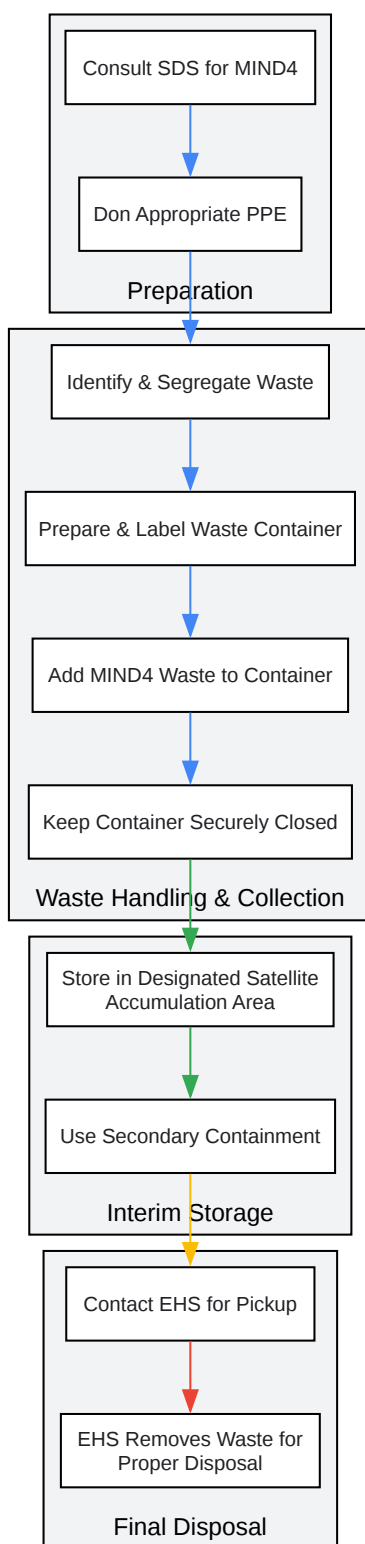 Consult SDS for MIND4
Don Appropriate PPE
Preparation
Identify & Segregate Waste
Prepare & Label Waste Container
Add MIND4 Waste to Container
Keep Container Securely Closed
Waste Handling & Collection
Store in Designated Satellite
Accumulation Area
Use Secondary Containment
Interim Storage
Contact EHS for Pickup
EHS Removes Waste for
Proper Disposal
Final Disposal